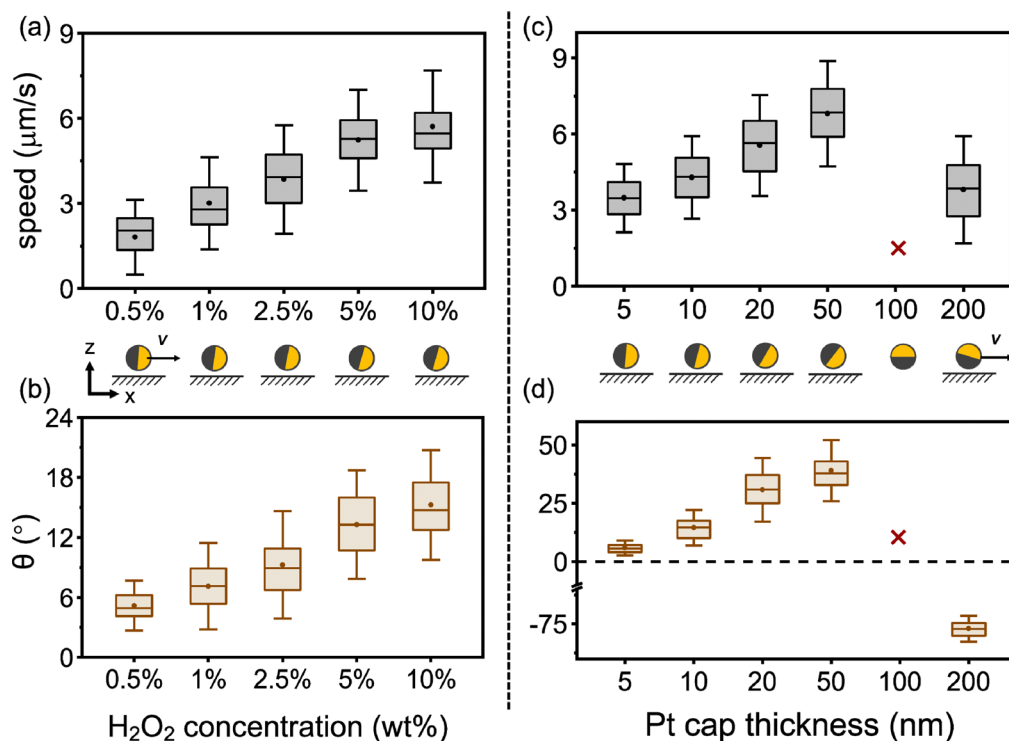 (a)
speed (μm/s)
9
6
3
0
0.5% 1% 2.5% 5% 10%
z
x
v
(b)
θ (°)
24
18
12
6
0
0.5% 1% 2.5% 5% 10%
H₂O₂ concentration (wt%)
(c)
9
6
3
0
5 10 20 50 100 200
v
(d)
50
25
0
-75
5 10 20 50 100 200
Pt cap thickness (nm)